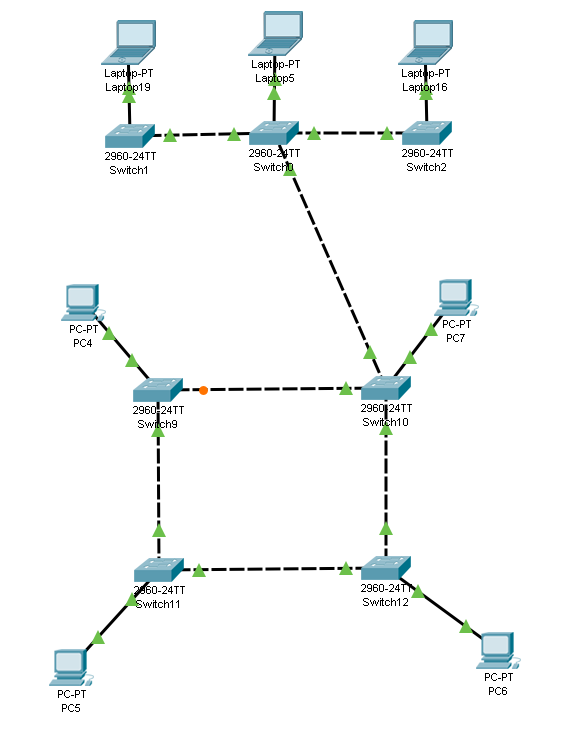 Laptop-PT
Laptop19
Laptop-PT
Laptop5
Laptop-PT
Laptop16
2960-24TT
Switch1
2960-24TT
Switch0
2960-24TT
Switch2
PC-PT
PC4
PC-PT
PC7
2960-24TT
Switch9
2960-24TT
Switch10
2960-24TT
Switch11
2960-24TT
Switch12
PC-PT
PC5
PC-PT
PC6